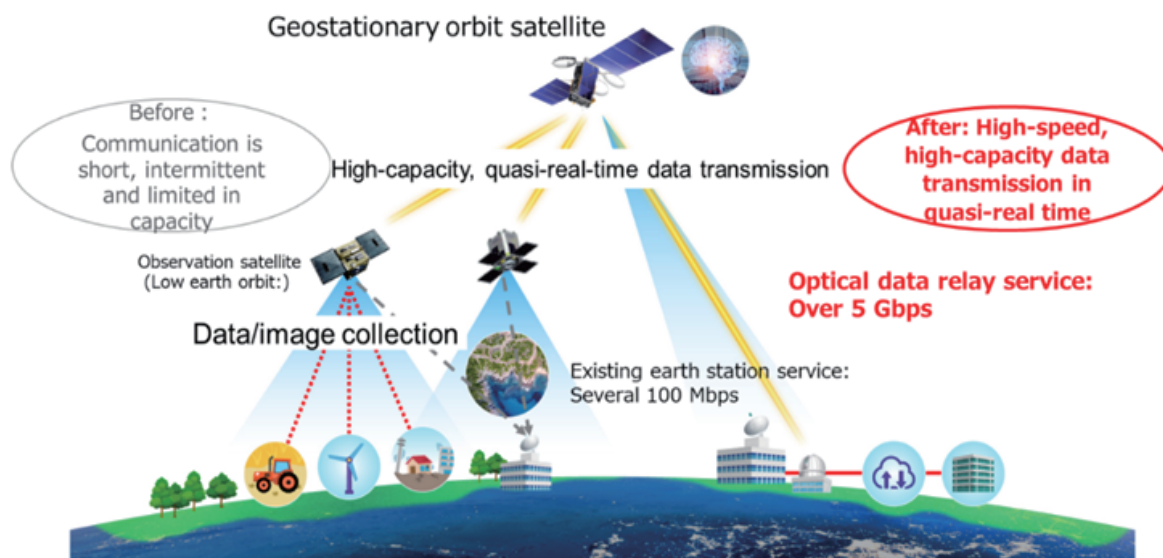 Geostationary orbit satellite
Before :
Communication is
short, intermittent
and limited in
capacity
High-capacity, quasi-real-time data transmission
After: High-speed,
high-capacity data
transmission in
quasi-real time
Observation satellite
(Low earth orbit:)
Optical data relay service:
Over 5 Gbps
Data/image collection
Existing earth station service:
Several 100 Mbps